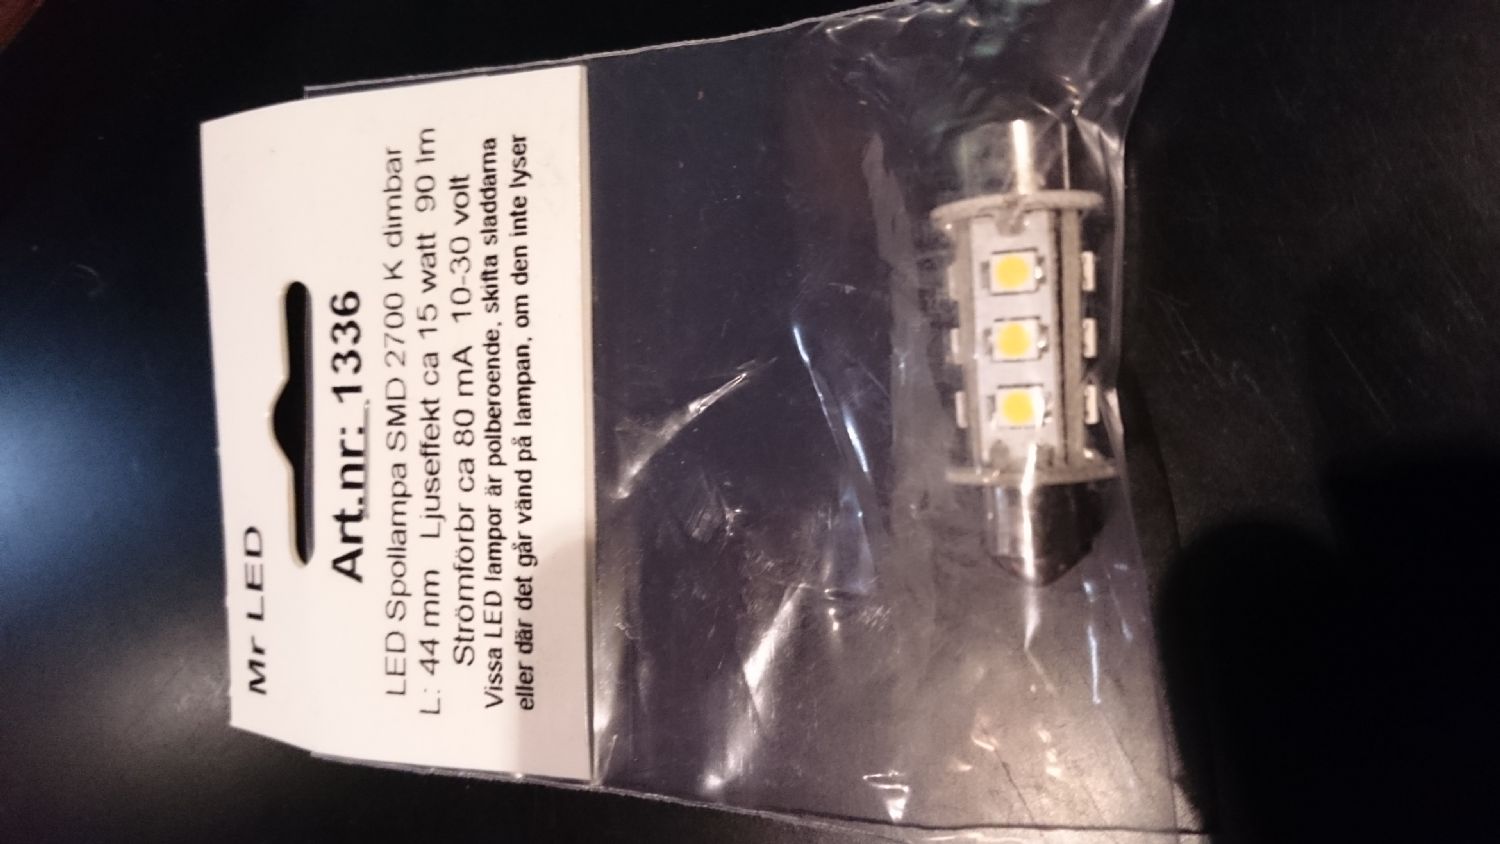 Mr LED
Art.nr: 1336
LED Spollampa SMD 2700 K dimbar
L: 44 mm Ljuseffekt ca 15 watt 90 lm
Strömförbr ca 80 mA 10-30 volt
Vissa LED lampor är polberoende, skifta sladdarna
eller där det går vänd på lampan, om den inte lyser